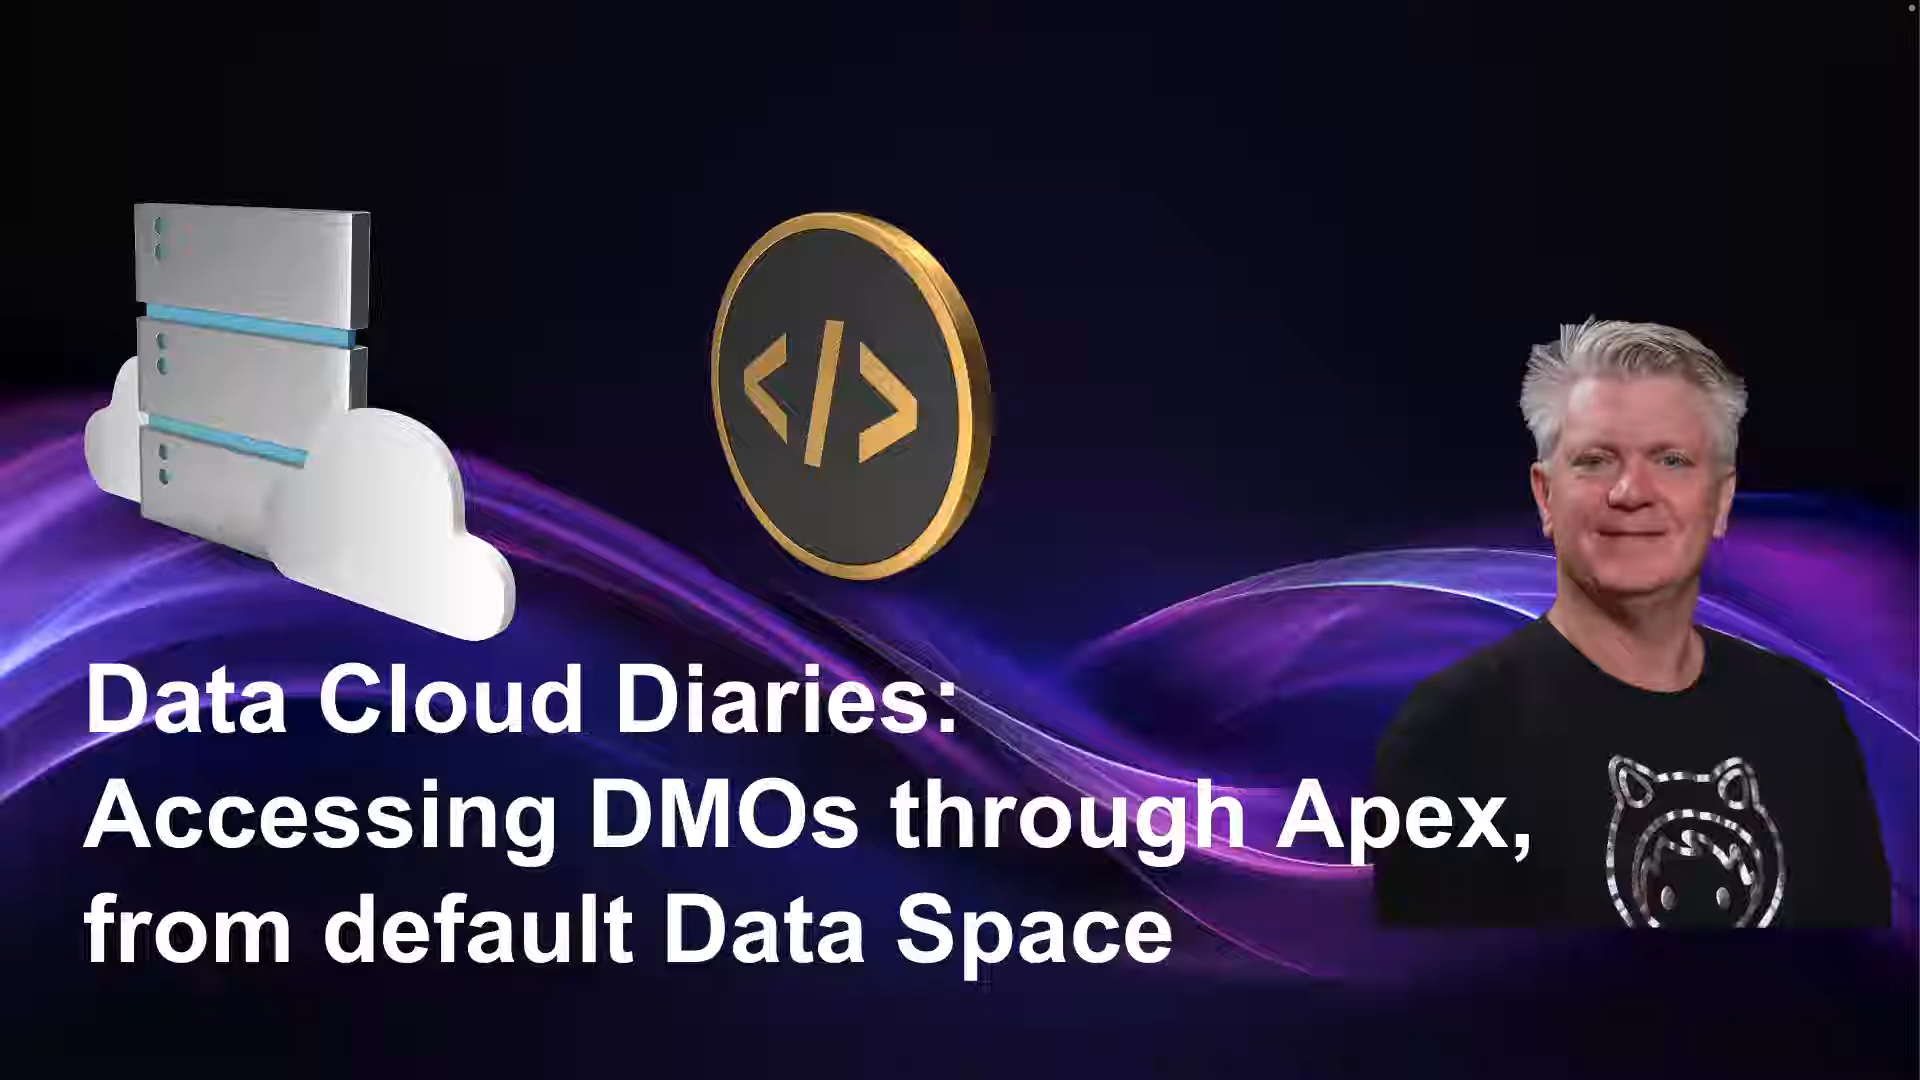 </>
Data Cloud Diaries:
Accessing DMOs through Apex,
from default Data Space